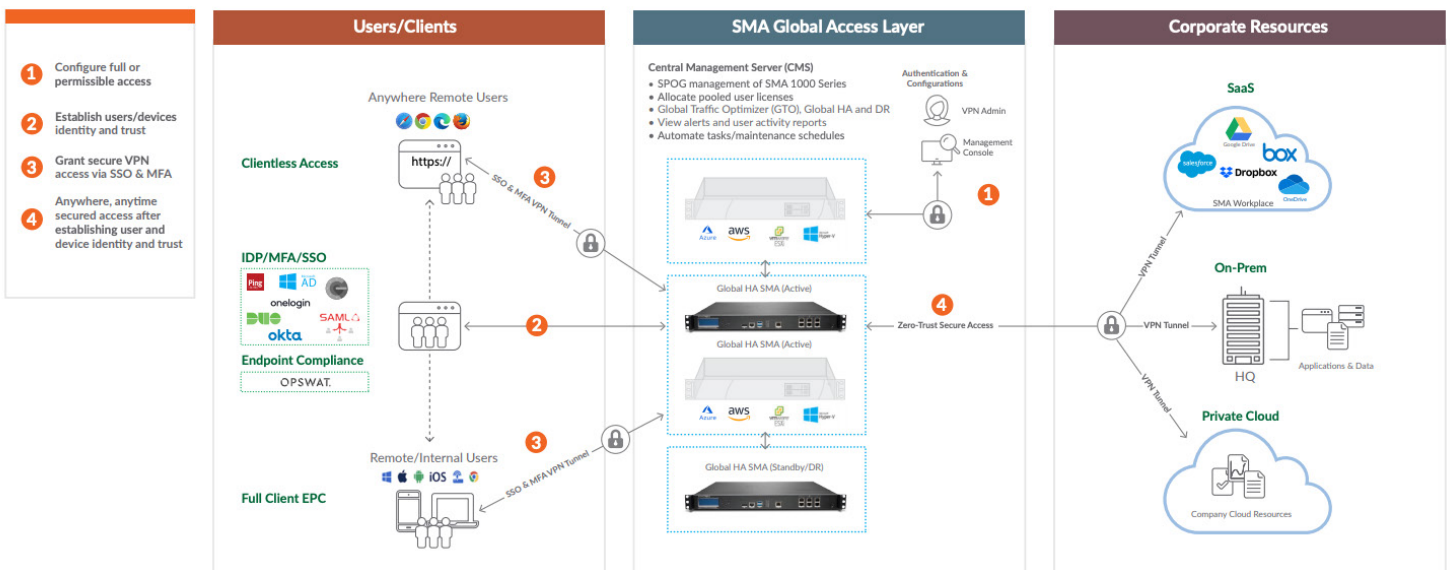 1
Configure full or
permissible access
2
Establish users/devices
identity and trust
3
Grant secure VPN
access via SSO & MFA
4
Anywhere, anytime
secured access after
establishing user and
device identity and trust
Users/Clients
Anywhere Remote Users
Clientless Access
https://
SSO & MFA VPN Tunnel
3
IDP/MFA/SSO
Ping
AD
onelogin
DUO
SAML
okta
2
Endpoint Compliance
OPSWAT.
Remote/Internal Users
iOS
Full Client EPC
SSO & MFA VPN Tunnel
3
SMA Global Access Layer
Central Management Server (CMS)
• SPOG management of SMA 1000 Series
• Allocate pooled user licenses
• Global Traffic Optimizer (GTO), Global HA and DR
• View alerts and user activity reports
• Automate tasks/maintenance schedules
Authentication &
Configurations
VPN Admin
Management
Console
1
Azure
aws
Global HA SMA (Active)
Global HA SMA (Active)
Azure
aws
Global HA SMA (Standby/DR)
4
Zero-Trust Secure Access
Corporate Resources
SaaS
Google Drive
salesforce
box
Dropbox
OneDrive
SMA Workplace
VPN Tunnel
On-Prem
VPN Tunnel
HQ
Applications & Data
VPN Tunnel
Private Cloud
Company Cloud Resources